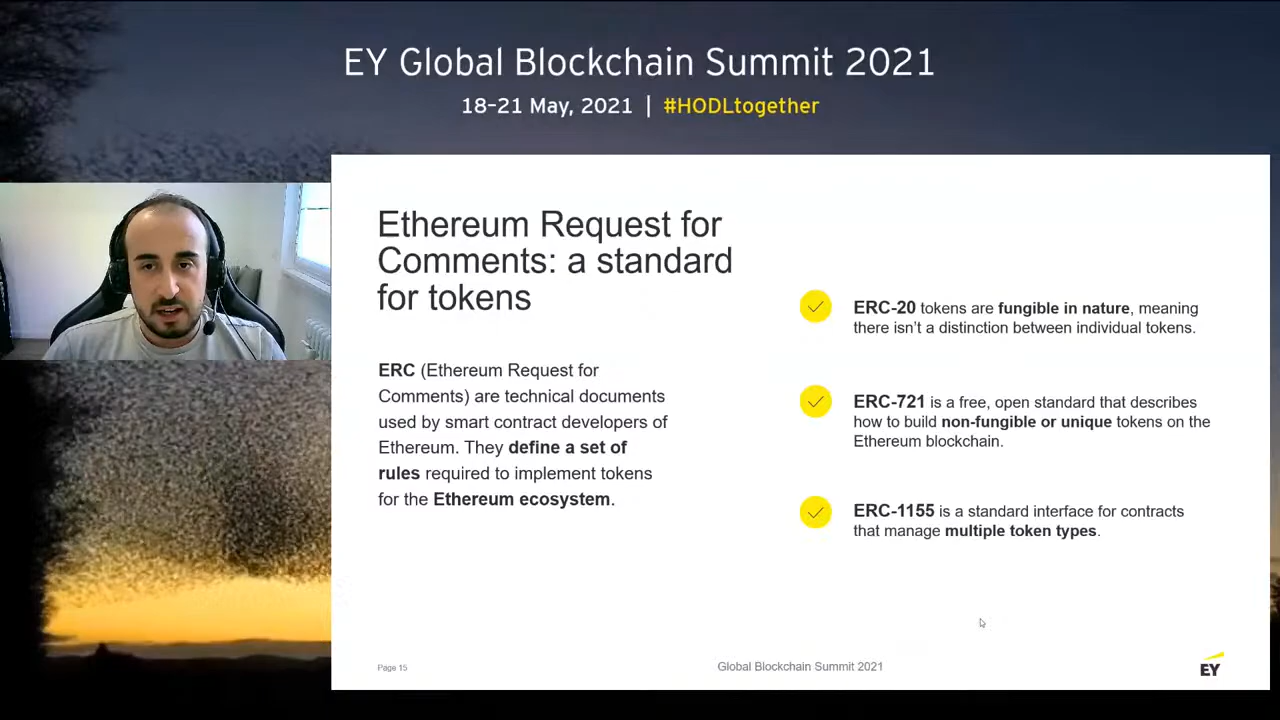 EY Global Blockchain Summit 2021
18–21 May, 2021 | #HODLtogether
Ethereum Request for
Comments: a standard
for tokens
ERC (Ethereum Request for
Comments) are technical documents
used by smart contract developers of
Ethereum. They define a set of
rules required to implement tokens
for the Ethereum ecosystem.
ERC-20 tokens are fungible in nature, meaning
there isn't a distinction between individual tokens.
ERC-721 is a free, open standard that describes
how to build non-fungible or unique tokens on the
Ethereum blockchain.
ERC-1155 is a standard interface for contracts
that manage multiple token types.
Page 15
Global Blockchain Summit 2021
EY